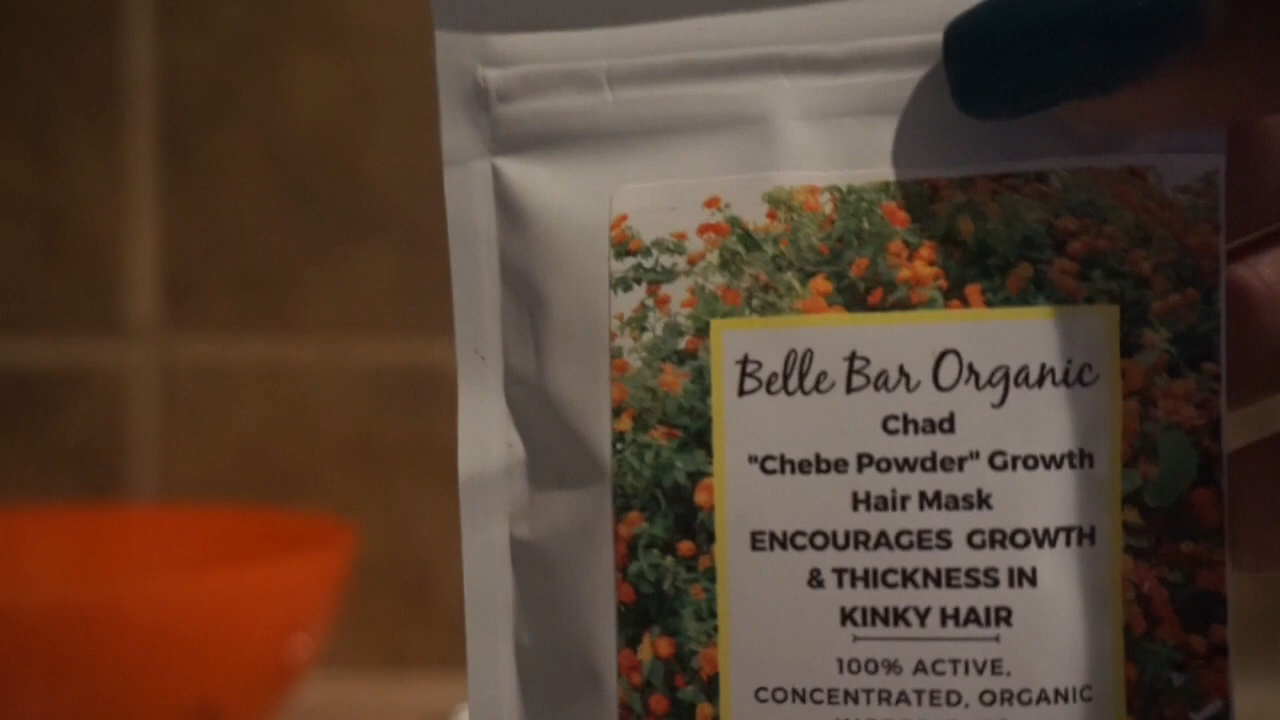 Belle Bar Organic
Chad
"Chebe Powder" Growth
Hair Mask
ENCOURAGES GROWTH
& THICKNESS IN
KINKY HAIR
100% ACTIVE,
CONCENTRATED, ORGANIC